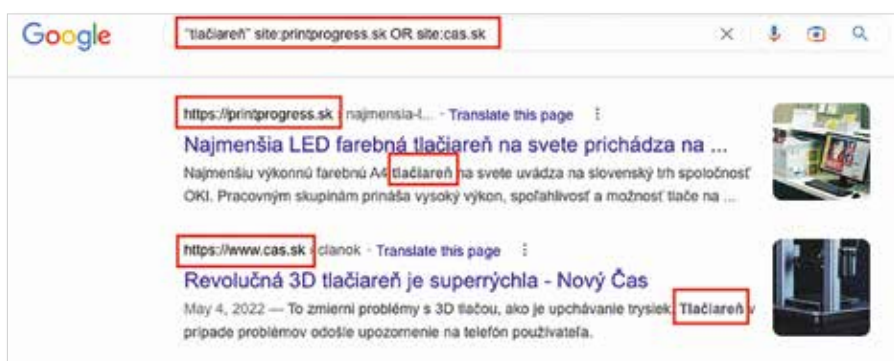 Google
"tlačiareň" site:printprogress.sk OR site:cas.sk
https://printprogress.sk › najmensia-l... - Translate this page
Najmenšia LED farebná tlačiareň na svete prichádza na ...
Najmenšiu výkonnú farebnú A4 tlačiareň na svete uvádza na slovenský trh spoločnosť
OKI. Pracovným skupinám prináša vysoký výkon, spoľahlivosť a možnosť tlače na ...
https://www.cas.sk › clanok - Translate this page
Revolučná 3D tlačiareň je superrýchla - Nový Čas
May 4, 2022 — To zmierni problémy s 3D tlačou, ako je upchávanie trysiek. Tlačiareň v
prípade problémov odošle upozornenie na telefón používateľa.